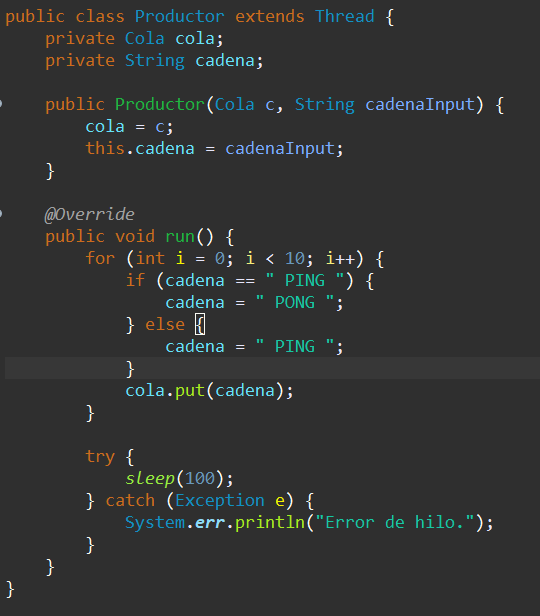 public class Productor extends Thread {
    private Cola cola;
    private String cadena;

    public Productor(Cola c, String cadenaInput) {
        cola = c;
        this.cadena = cadenaInput;
    }

    @Override
    public void run() {
        for (int i = 0; i < 10; i++) {
            if (cadena == " PING ") {
                cadena = " PONG ";
            } else {
                cadena = " PING ";
            }
            cola.put(cadena);
        }

        try {
            sleep(100);
        } catch (Exception e) {
            System.err.println("Error de hilo.");
        }
    }
}